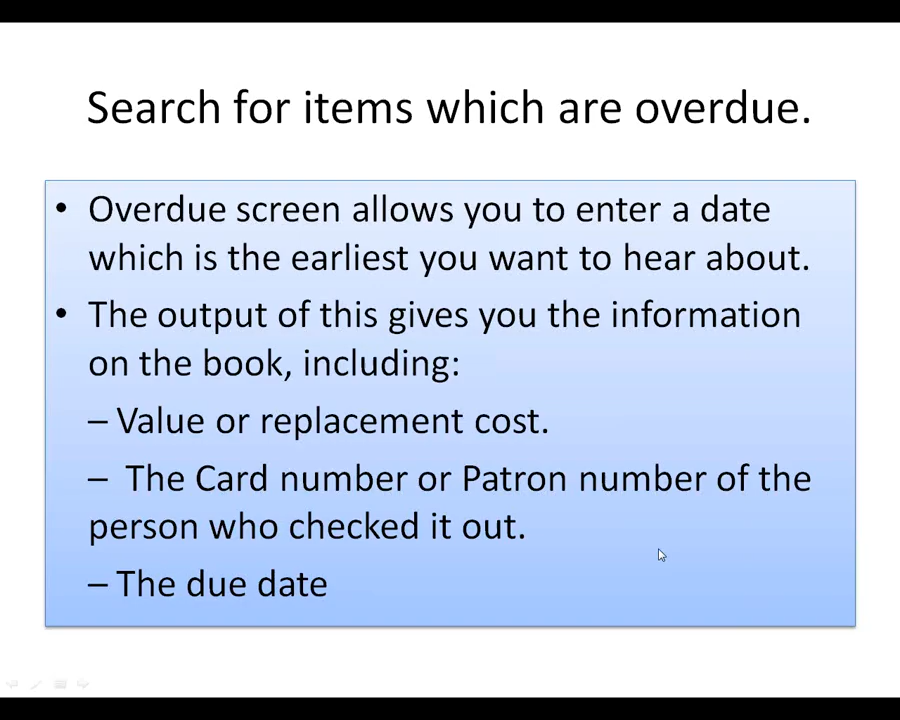 Search for items which are overdue.
• Overdue screen allows you to enter a date
which is the earliest you want to hear about.
• The output of this gives you the information
on the book, including:
– Value or replacement cost.
– The Card number or Patron number of the
person who checked it out.
– The due date